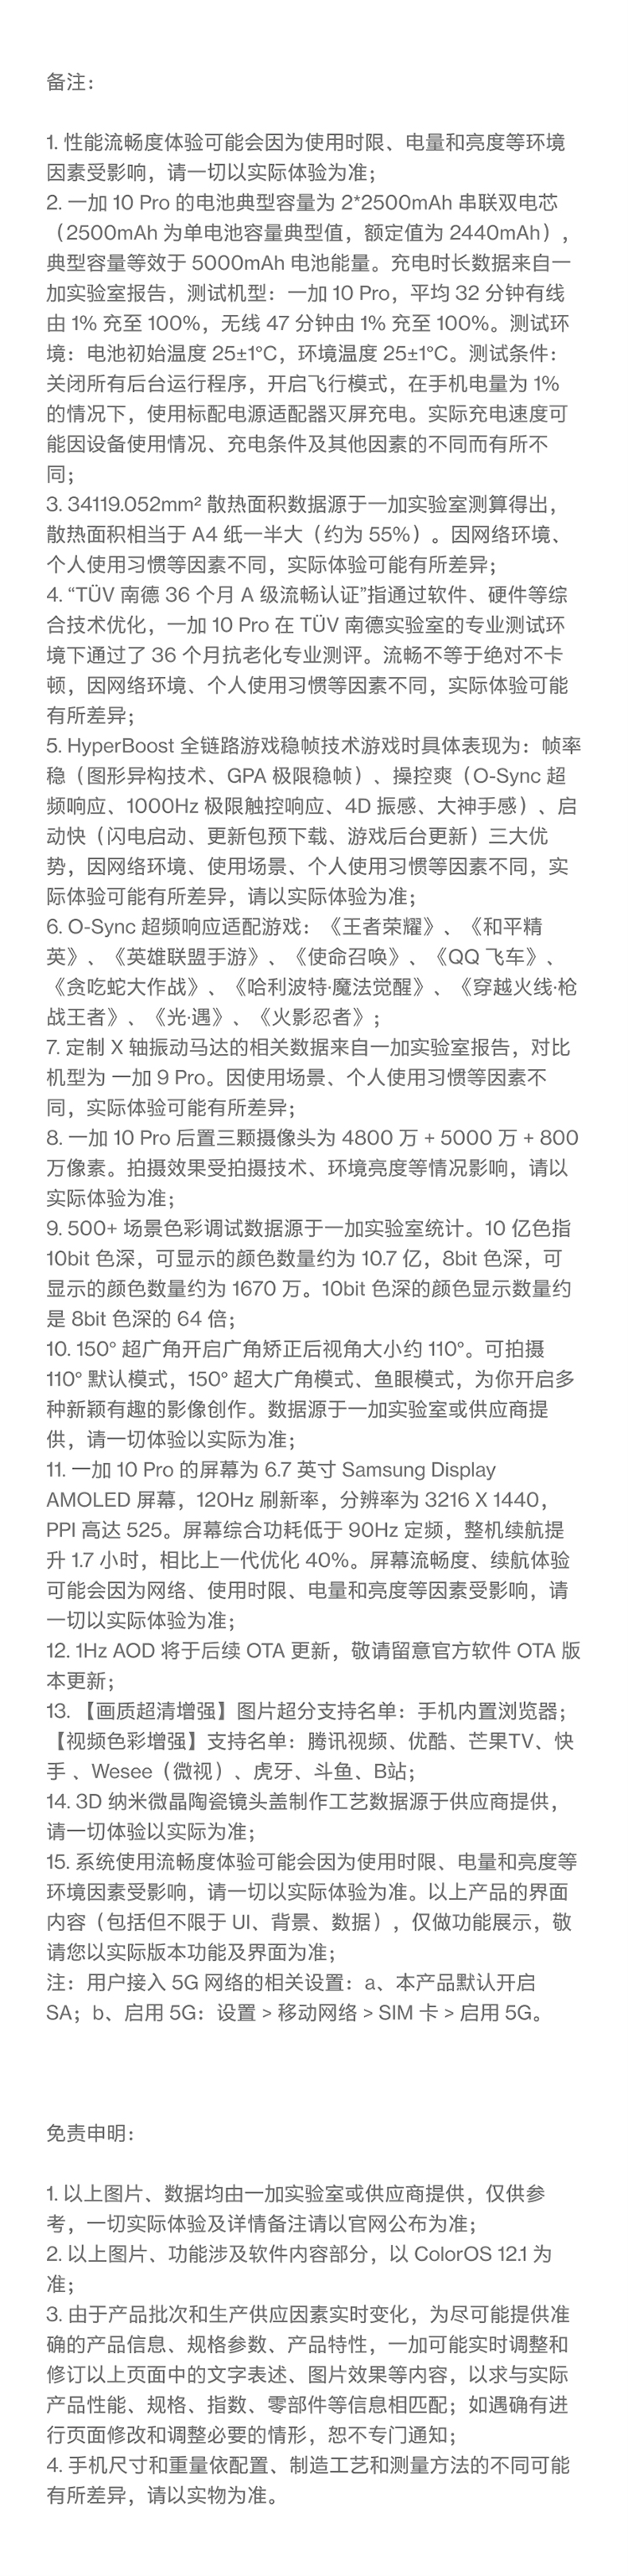 备注：
1. 性能流畅度体验可能会因为使用时限、电量和亮度等环境
因素受影响，请一切以实际体验为准；
2. 一加 10 Pro 的电池典型容量为 2*2500mAh 串联双电芯
（2500mAh 为单电池容量典型值，额定值为 2440mAh），
典型容量等效于 5000mAh 电池能量。充电时长数据来自一
加实验室报告，测试机型：一加 10 Pro，平均 32 分钟有线
由 1% 充至 100%，无线 47 分钟由 1% 充至 100%。测试环
境：电池初始温度 25±1°C，环境温度 25±1°C。测试条件：
关闭所有后台运行程序，开启飞行模式，在手机电量为 1%
的情况下，使用标配电源适配器灭屏充电。实际充电速度可
能因设备使用情况、充电条件及其他因素的不同而有所不
同；
3. 34119.052mm² 散热面积数据源于一加实验室测算得出，
散热面积相当于 A4 纸一半大（约为 55%）。因网络环境、
个人使用习惯等因素不同，实际体验可能有所差异；
4. “TÜV 南德 36 个月 A 级流畅认证”指通过软件、硬件等综
合技术优化，一加 10 Pro 在 TÜV 南德实验室的专业测试环
境下通过了 36 个月抗老化专业测评。流畅不等于绝对不卡
顿，因网络环境、个人使用习惯等因素不同，实际体验可能
有所差异；
5. HyperBoost 全链路游戏稳帧技术游戏时具体表现为：帧率
稳（图形异构技术、GPA 极限稳帧）、操控爽（O-Sync 超
频响应、1000Hz 极限触控响应、4D 振感、大神手感）、启
动快（闪电启动、更新包预下载、游戏后台更新）三大优
势，因网络环境、使用场景、个人使用习惯等因素不同，实
际体验可能有所差异，请以实际体验为准；
6. O-Sync 超频响应适配游戏：《王者荣耀》、《和平精
英》、《英雄联盟手游》、《使命召唤》、《QQ 飞车》、
《贪吃蛇大作战》、《哈利波特·魔法觉醒》、《穿越火线·枪
战王者》、《光·遇》、《火影忍者》；
7. 定制 X 轴振动马达的相关数据来自一加实验室报告，对比
机型为 一加 9 Pro。因使用场景、个人使用习惯等因素不
同，实际体验可能有所差异；
8. 一加 10 Pro 后置三颗摄像头为 4800 万 + 5000 万 + 800
万像素。拍摄效果受拍摄技术、环境亮度等情况影响，请以
实际体验为准；
9. 500+ 场景色彩调试数据源于一加实验室统计。10 亿色指
10bit 色深，可显示的颜色数量约为 10.7 亿，8bit 色深，可
显示的颜色数量约为 1670 万。10bit 色深的颜色显示数量约
是 8bit 色深的 64 倍；
10. 150° 超广角开启广角矫正后视角大小约 110°。可拍摄
110° 默认模式，150° 超大广角模式、鱼眼模式，为你开启多
种新颖有趣的影像创作。数据源于一加实验室或供应商提
供，请一切体验以实际为准；
11. 一加 10 Pro 的屏幕为 6.7 英寸 Samsung Display
AMOLED 屏幕，120Hz 刷新率，分辨率为 3216 X 1440，
PPI 高达 525。屏幕综合功耗低于 90Hz 定频，整机续航提
升 1.7 小时，相比上一代优化 40%。屏幕流畅度、续航体验
可能会因为网络、使用时限、电量和亮度等因素受影响，请
一切以实际体验为准；
12. 1Hz AOD 将于后续 OTA 更新，敬请留意官方软件 OTA 版
本更新；
13. 【画质超清增强】图片超分支持名单：手机内置浏览器；
【视频色彩增强】支持名单：腾讯视频、优酷、芒果TV、快
手 、Wesee（微视）、虎牙、斗鱼、B站；
14. 3D 纳米微晶陶瓷镜头盖制作工艺数据源于供应商提供，
请一切体验以实际为准；
15. 系统使用流畅度体验可能会因为使用时限、电量和亮度等
环境因素受影响，请一切以实际体验为准。以上产品的界面
内容（包括但不限于 UI、背景、数据），仅做功能展示，敬
请您以实际版本功能及界面为准；
注：用户接入 5G 网络的相关设置：a、本产品默认开启
SA；b、启用 5G：设置 > 移动网络 > SIM 卡 > 启用 5G。
免责申明：
1. 以上图片、数据均由一加实验室或供应商提供，仅供参
考，一切实际体验及详情备注请以官网公布为准；
2. 以上图片、功能涉及软件内容部分，以 ColorOS 12.1 为
准；
3. 由于产品批次和生产供应因素实时变化，为尽可能提供准
确的产品信息、规格参数、产品特性，一加可能实时调整和
修订以上页面中的文字表述、图片效果等内容，以求与实际
产品性能、规格、指数、零部件等信息相匹配；如遇确有进
行页面修改和调整必要的情形，恕不专门通知；
4. 手机尺寸和重量依配置、制造工艺和测量方法的不同可能
有所差异，请以实物为准。